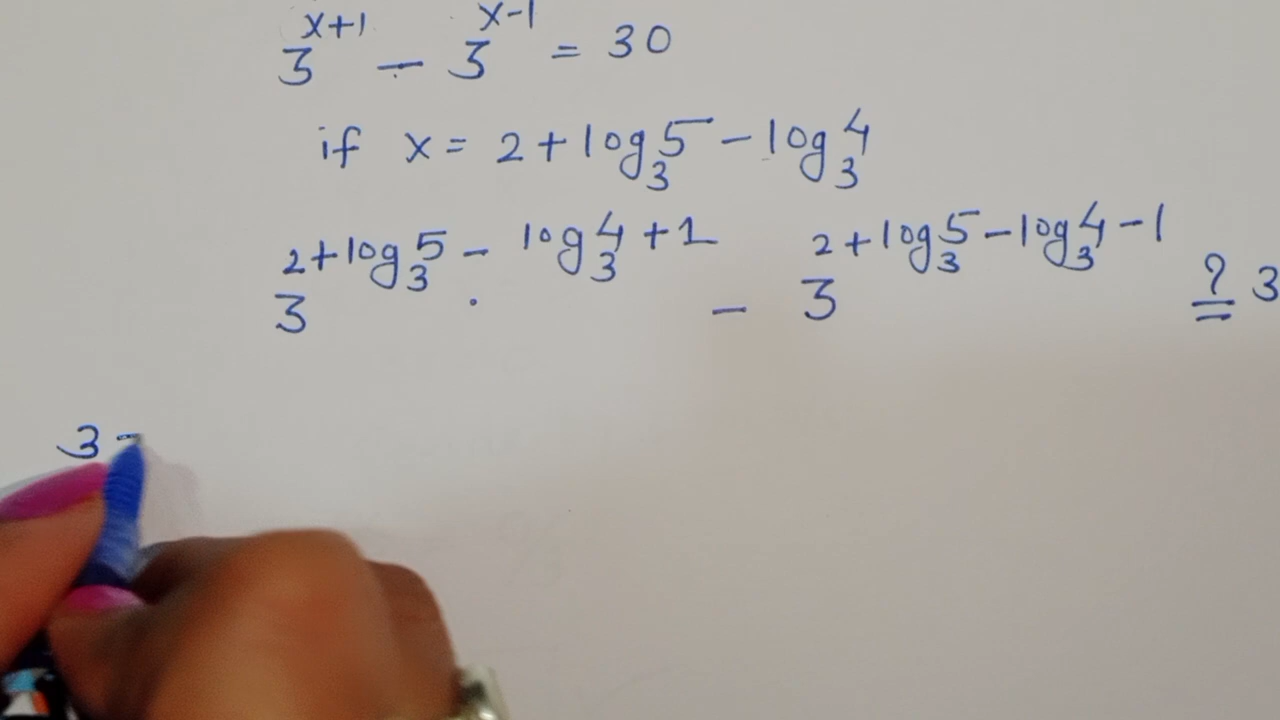 3^{x+1} - 3^{x-1} = 30
if x = 2 + log_3 5 - log_3 4
3^{2 + log_3 5 - log_3 4 + 1} - 3^{2 + log_3 5 - log_3 4 - 1} ?= 3
3 -